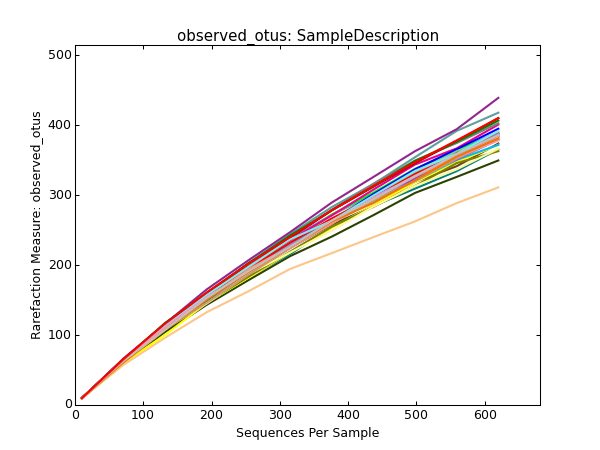 observed_otus: SampleDescription
500
400
300
200
100
0
0 100 200 300 400 500 600
Rarefaction Measure: observed_otus
Sequences Per Sample